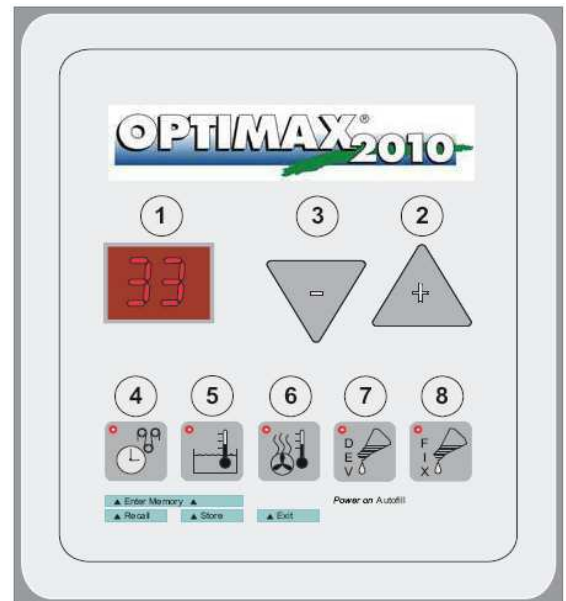 OPTIMAX® 2010
1 3 2
33 - +
4 5 6 7 8
DEV FIX
▲ Enter Memory ▲ Power on Autofill
▲ Recall ▲ Store ▲ Exit